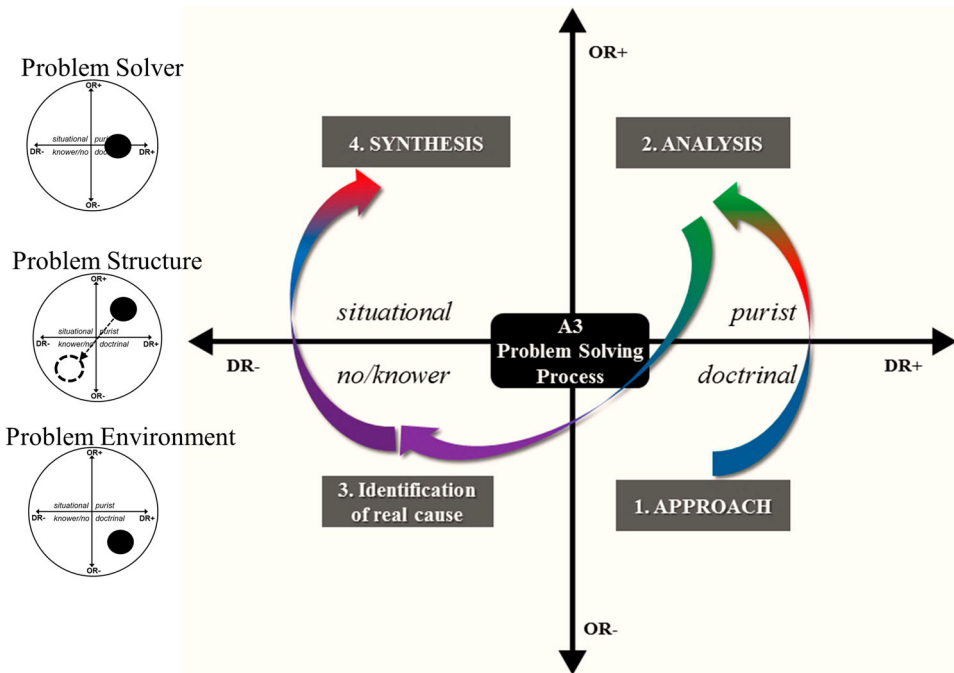 Problem Solver
OR+
situational
DR-
DR+
knower/no
OR-
Problem Structure
OR+
situational purist
DR-
DR+
knower/no doctrinal
OR-
Problem Environment
OR+
situational purist
DR-
DR+
knower/no doctrinal
OR-
OR+
4. SYNTHESIS
2. ANALYSIS
situational
purist
A3
Problem Solving
Process
DR-
DR+
no/knower
doctrinal
3. Identification
of real cause
1. APPROACH
OR-